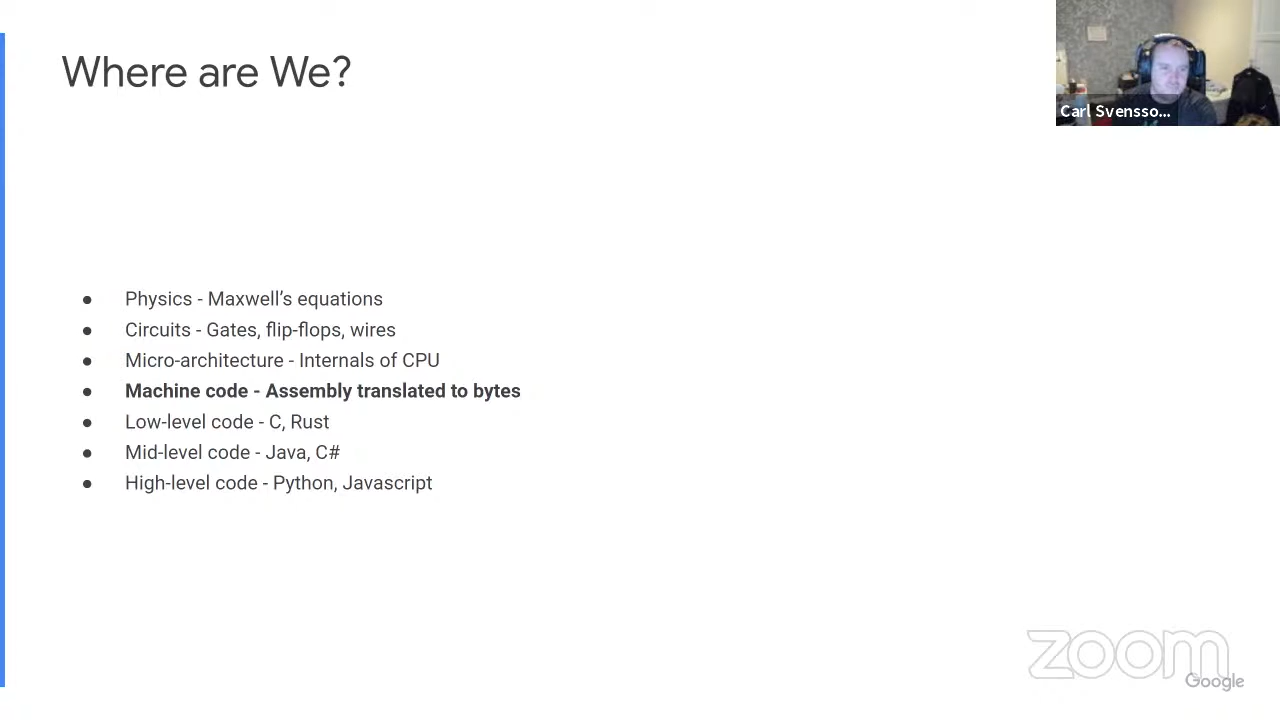 Where are We?
Carl Svensso...
● Physics - Maxwell’s equations
● Circuits - Gates, flip-flops, wires
● Micro-architecture - Internals of CPU
● Machine code - Assembly translated to bytes
● Low-level code - C, Rust
● Mid-level code - Java, C#
● High-level code - Python, Javascript
zoom
Google